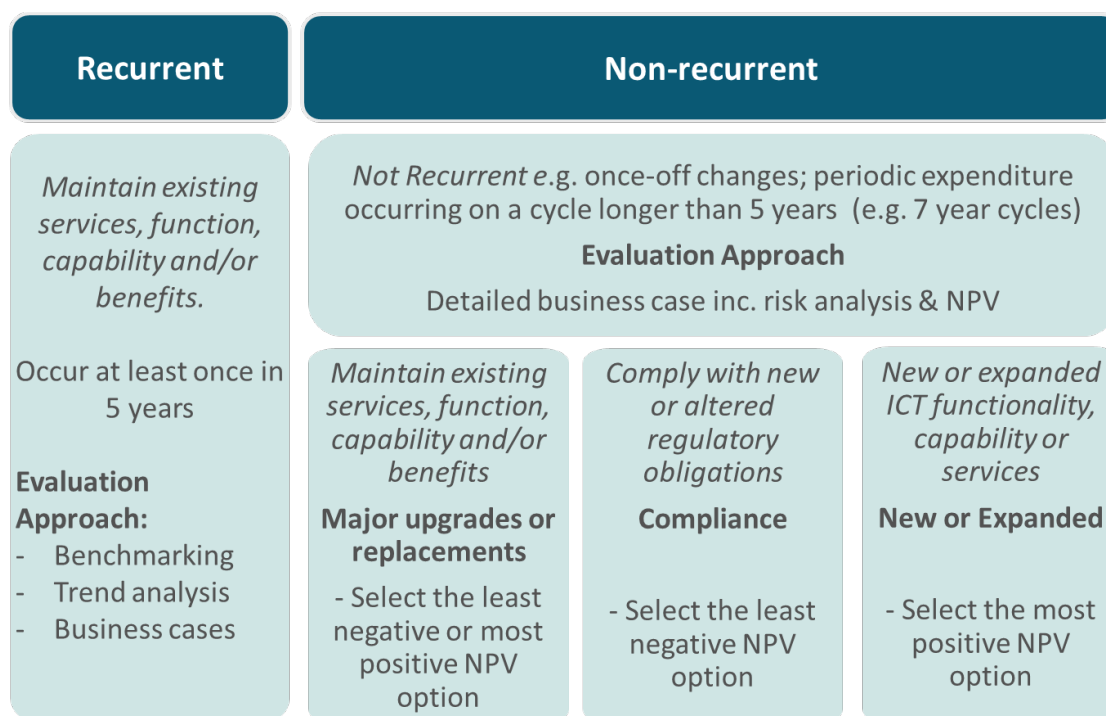 Recurrent
Non-recurrent
Maintain existing
services, function,
capability and/or
benefits.
Occur at least once in
5 years
Evaluation
Approach:
- Benchmarking
- Trend analysis
- Business cases
Not Recurrent e.g. once-off changes; periodic expenditure
occurring on a cycle longer than 5 years (e.g. 7 year cycles)
Evaluation Approach
Detailed business case inc. risk analysis & NPV
Maintain existing
services, function,
capability and/or
benefits
Major upgrades or
replacements
- Select the least
negative or most
positive NPV
option
Comply with new
or altered
regulatory
obligations
Compliance
- Select the least
negative NPV
option
New or expanded
ICT functionality,
capability or
services
New or Expanded
- Select the most
positive NPV
option